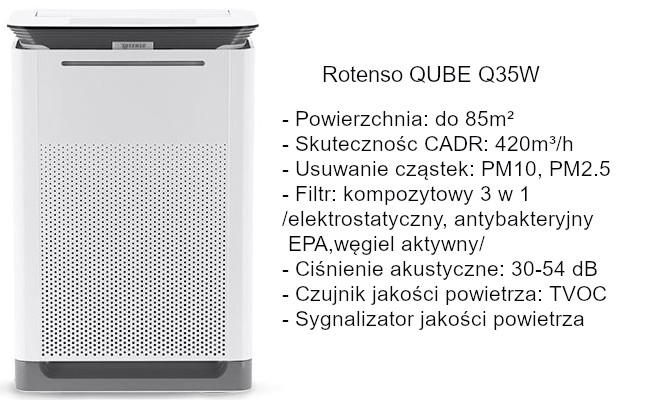 Rotenso QUBE Q35W
- Powierzchnia: do 85m²
- Skutecznośc CADR: 420m³/h
- Usuwanie cząstek: PM10, PM2.5
- Filtr: kompozytowy 3 w 1
/elektrostatyczny, antybakteryjny
EPA,węgiel aktywny/
- Ciśnienie akustyczne: 30-54 dB
- Czujnik jakości powietrza: TVOC
- Sygnalizator jakości powietrza